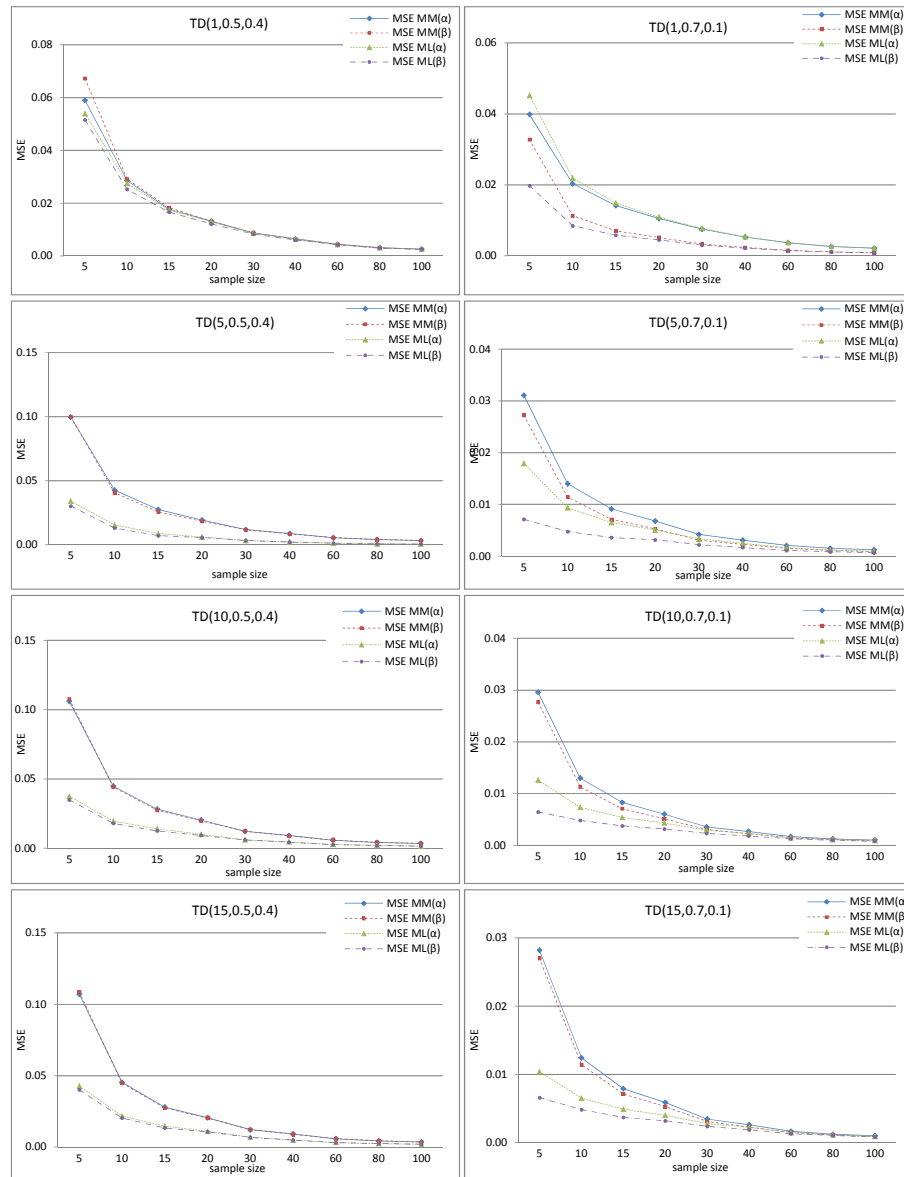 TD(1,0.5,0.4)
MSE MM(α)
MSE MM(β)
MSE ML(α)
MSE ML(β)
0.08
0.06
0.04
0.02
0.00
MSE
5 10 15 20 30 40 60 80 100
sample size
TD(1,0.7,0.1)
MSE MM(α)
MSE MM(β)
MSE ML(α)
MSE ML(β)
0.06
0.04
0.02
0.00
MSE
5 10 15 20 30 40 60 80 100
sample size
TD(5,0.5,0.4)
MSE MM(α)
MSE MM(β)
MSE ML(α)
MSE ML(β)
0.15
0.10
0.05
0.00
MSE
5 10 15 20 30 40 60 80 100
sample size
TD(5,0.7,0.1)
MSE MM(α)
MSE MM(β)
MSE ML(α)
MSE ML(β)
0.04
0.03
0.02
0.01
0.00
MSE
5 10 15 20 30 40 60 80 100
sample size
TD(10,0.5,0.4)
MSE MM(α)
MSE MM(β)
MSE ML(α)
MSE ML(β)
0.15
0.10
0.05
0.00
MSE
5 10 15 20 30 40 60 80 100
sample size
TD(10,0.7,0.1)
MSE MM(α)
MSE MM(β)
MSE ML(α)
MSE ML(β)
0.04
0.03
0.02
0.01
0.00
MSE
5 10 15 20 30 40 60 80 100
sample size
TD(15,0.5,0.4)
MSE MM(α)
MSE MM(β)
MSE ML(α)
MSE ML(β)
0.15
0.10
0.05
0.00
MSE
5 10 15 20 30 40 60 80 100
sample size
TD(15,0.7,0.1)
MSE MM(α)
MSE MM(β)
MSE ML(α)
MSE ML(β)
0.03
0.02
0.01
0.00
MSE
5 10 15 20 30 40 60 80 100
sample size